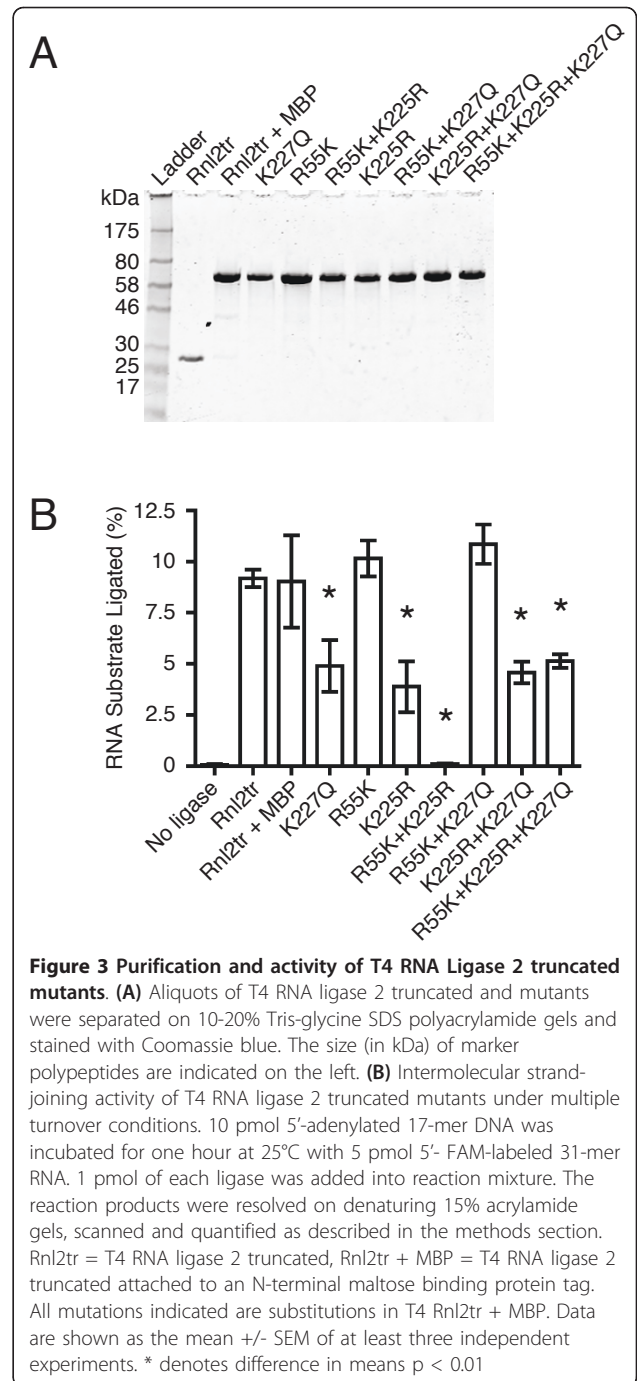 A
Ladder
Rnl2tr
Rnl2tr + MBP
K227Q
R55K
R55K+K225R
K225R
R55K+K227Q
K225R+K227Q
R55K+K225R+K227Q
kDa
175
80
58
46
30
25
17
B
RNA Substrate Ligated (%)
12.5
10
7.5
5
2.5
0
*
*
*
*
*
No ligase
Rnl2tr
Rnl2tr + MBP
K227Q
R55K
K225R
R55K+K225R
R55K+K227Q
K225R+K227Q
R55K+K225R+K227Q
Figure 3 Purification and activity of T4 RNA Ligase 2 truncated
mutants. (A) Aliquots of T4 RNA ligase 2 truncated and mutants
were separated on 10-20% Tris-glycine SDS polyacrylamide gels and
stained with Coomassie blue. The size (in kDa) of marker
polypeptides are indicated on the left. (B) Intermolecular strand-
joining activity of T4 RNA ligase 2 truncated mutants under multiple
turnover conditions. 10 pmol 5’-adenylated 17-mer DNA was
incubated for one hour at 25°C with 5 pmol 5’- FAM-labeled 31-mer
RNA. 1 pmol of each ligase was added into reaction mixture. The
reaction products were resolved on denaturing 15% acrylamide
gels, scanned and quantified as described in the methods section.
Rnl2tr = T4 RNA ligase 2 truncated, Rnl2tr + MBP = T4 RNA ligase 2
truncated attached to an N-terminal maltose binding protein tag.
All mutations indicated are substitutions in T4 Rnl2tr + MBP. Data
are shown as the mean +/- SEM of at least three independent
experiments. * denotes difference in means p < 0.01